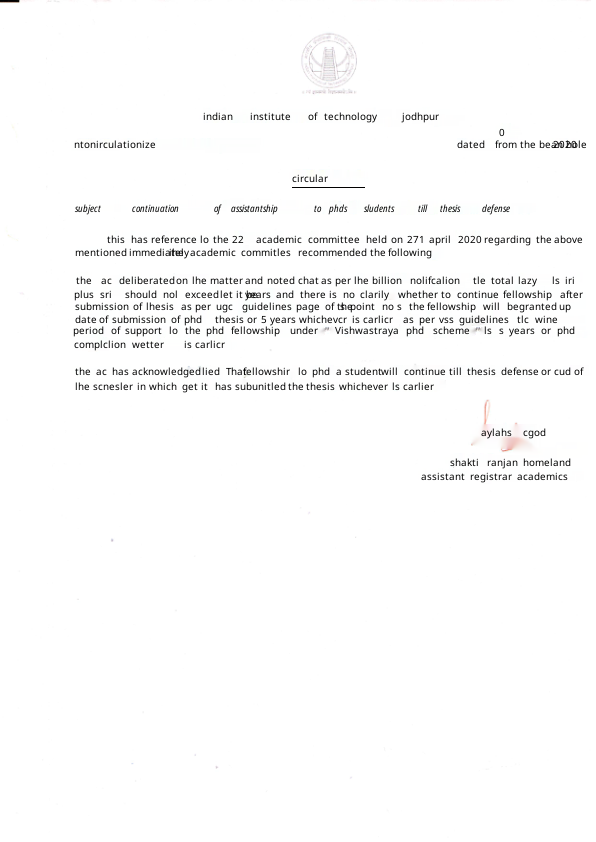 indian institute of technology jodhpur
0
ntonirculationize dated from the
circular
subject continuation of assistantship to phds sludents till thesis defense
this has reference lo the 22 academic committee held on 271 april 2020 regarding the above
mentioned academic commitles recommended the following
the ac deliberated on lhe matter and noted chat as per lhe billion nolifcalion tle total lazy ls iri
plus sri should nol exceed let it years and there is no clarily whether to continue fellowship after
submission of lhesis as per ugc guidelines page of the point no s the fellowship will be granted up
date of submission of phd thesis or 5 years whichevcr is carlicr as per vss guidelines tlc wine
period of support lo the phd fellowship under " Vishwastraya phd scheme " ls s years or phd
complclion wetter is carlicr
the ac has acknowledged lied Tha fellowshir lo phd a student will continue till thesis defense or cud of
lhe scnesler in which get it has subunitled the thesis whichever ls carlier
aylahs cgod
shakti ranjan homeland
assistant registrar academics